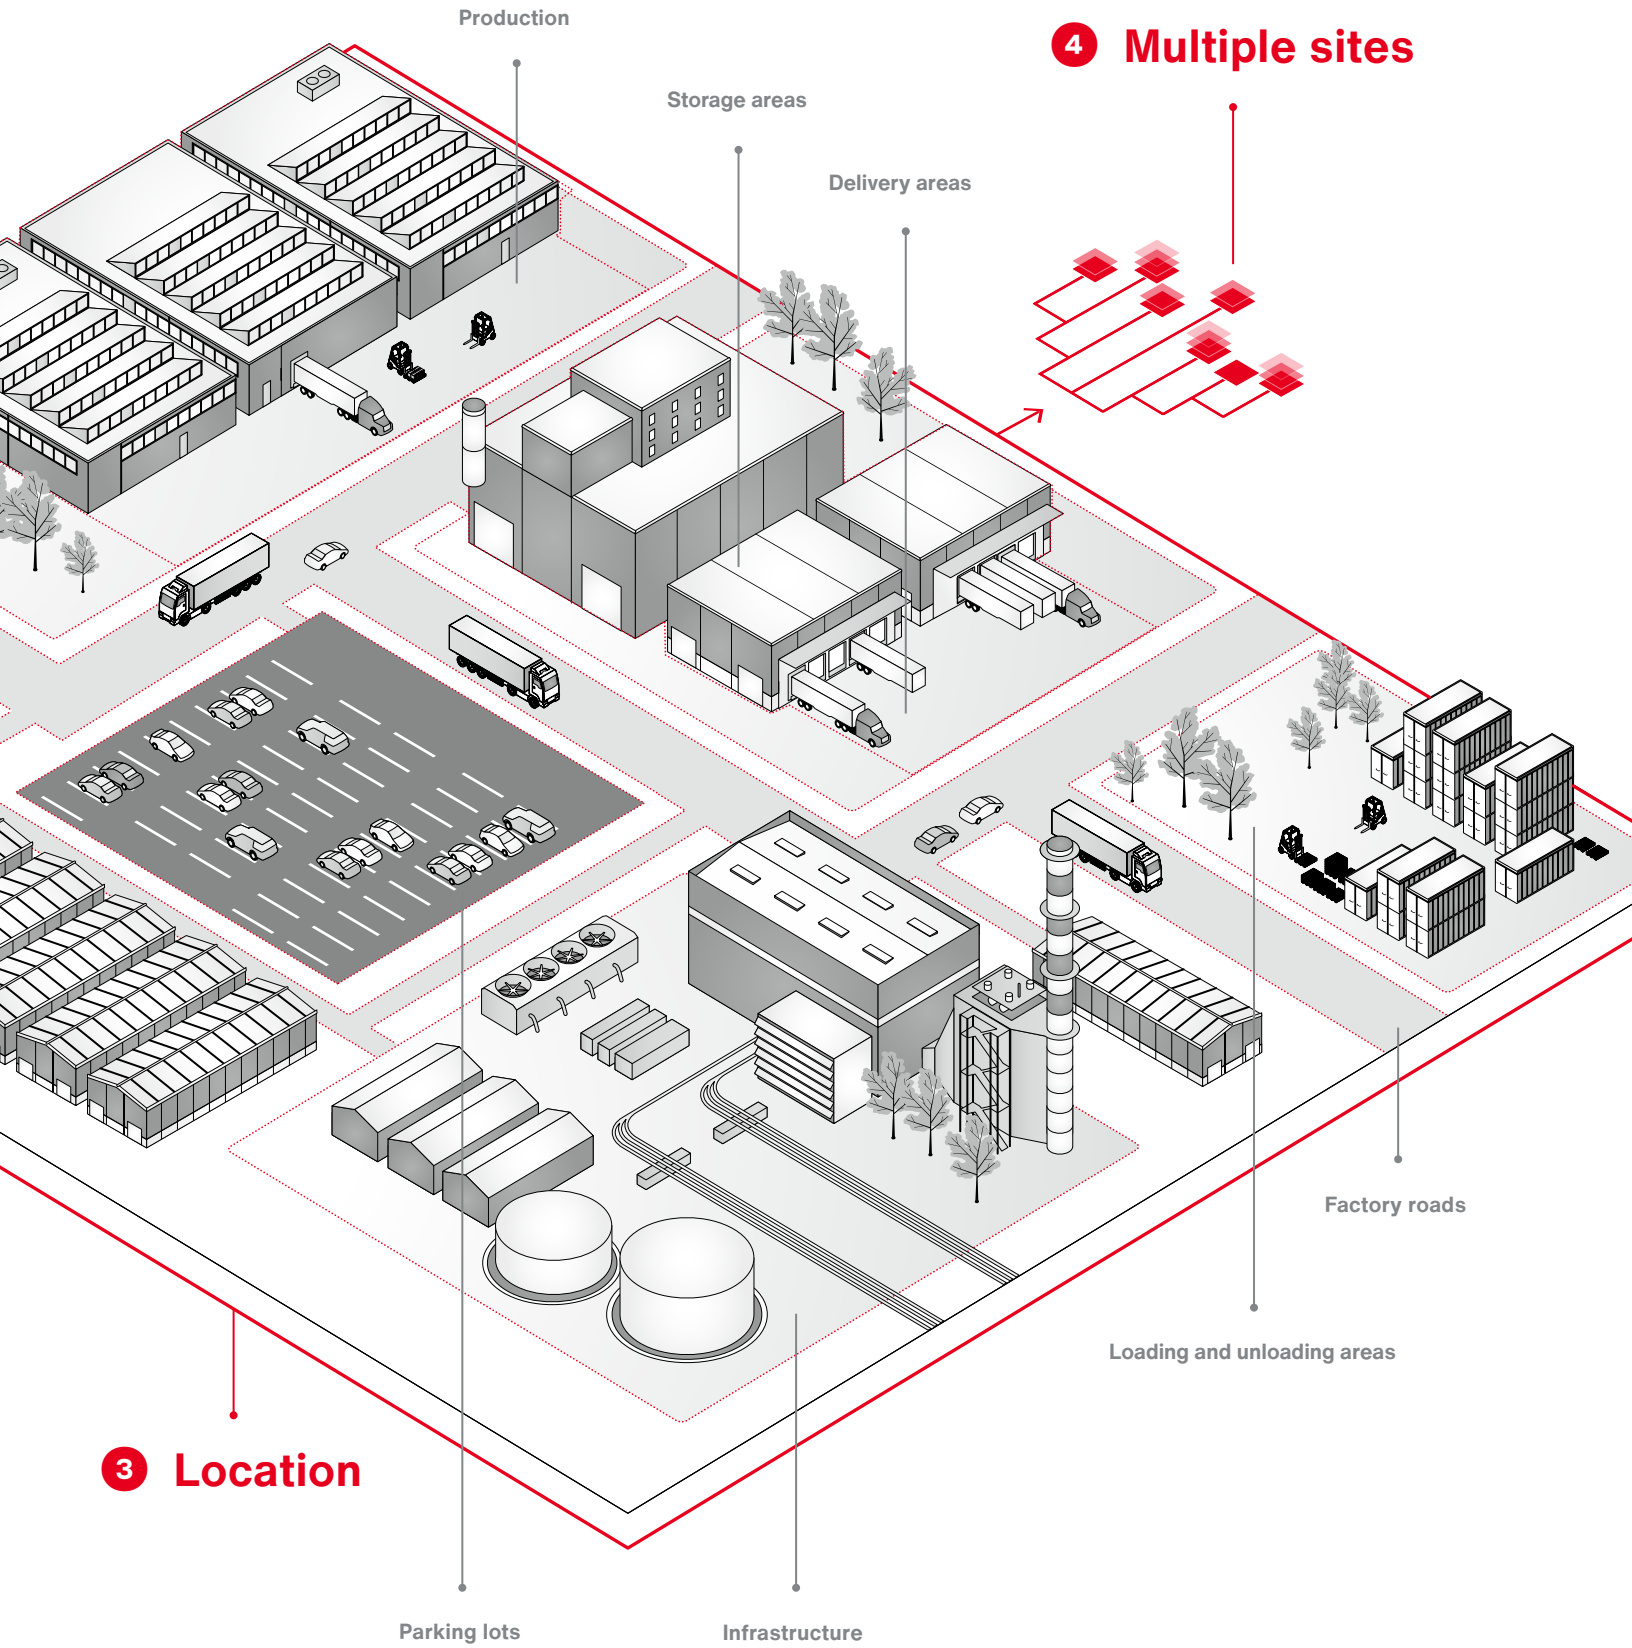 Production
4 Multiple sites
Storage areas
Delivery areas
Factory roads
Loading and unloading areas
3 Location
Parking lots
Infrastructure